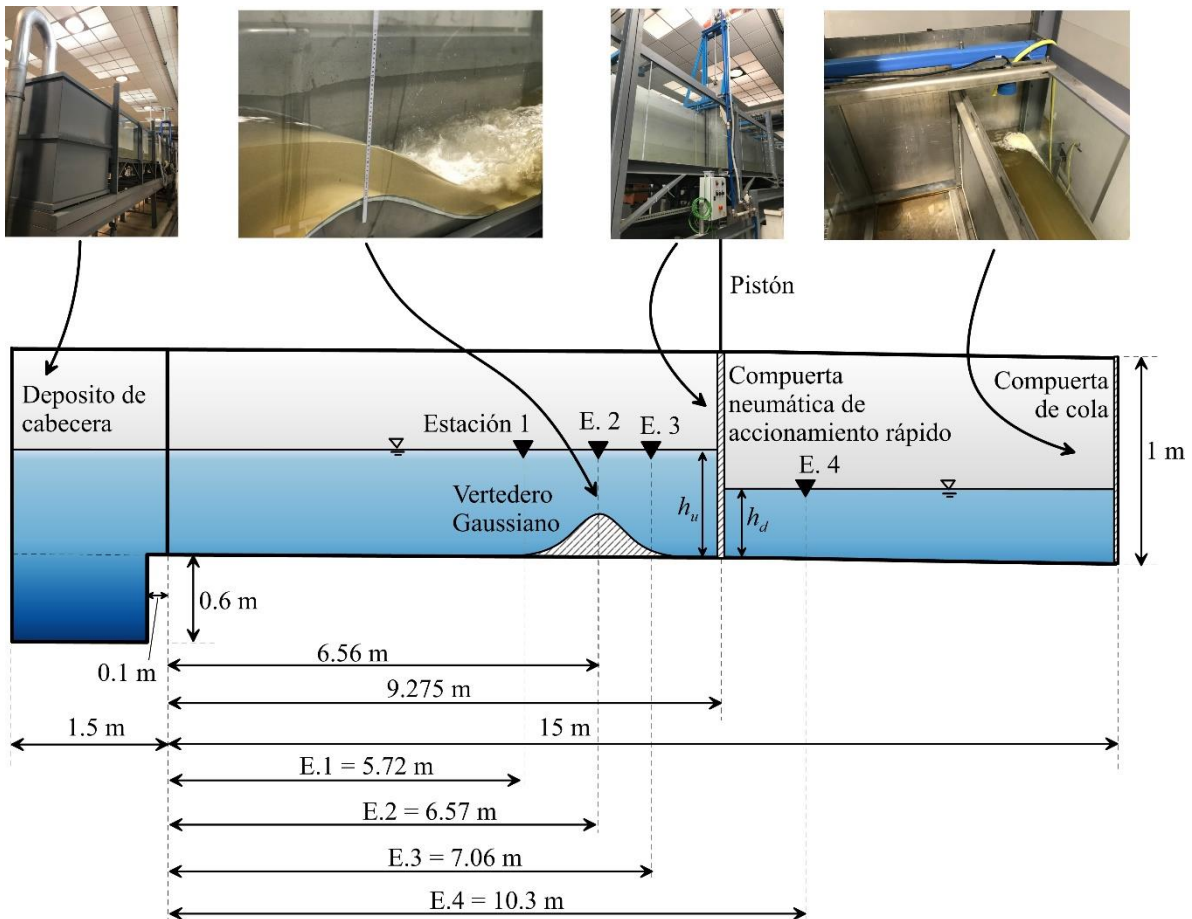 Pistón
Deposito de
cabecera
Estación 1
E. 2
E. 3
Compuerta
neumática de
accionamiento rápido
Compuerta
de cola
E. 4
1 m
Vertedero
Gaussiano
hu
hd
0.6 m
0.1 m
6.56 m
9.275 m
1.5 m
15 m
E.1 = 5.72 m
E.2 = 6.57 m
E.3 = 7.06 m
E.4 = 10.3 m